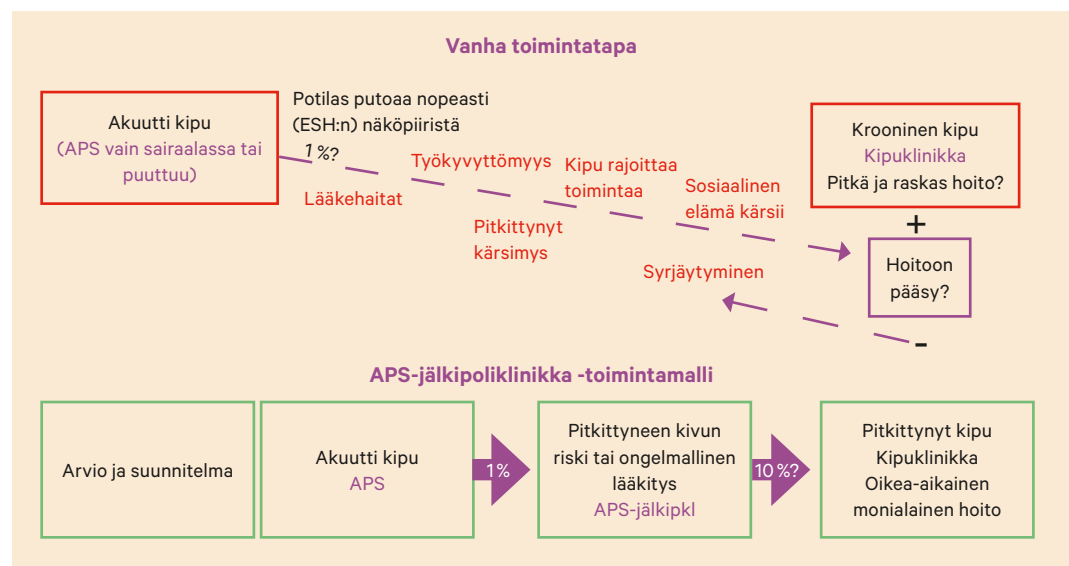 Vanha toimintatapa
Akuutti kipu
(APS vain sairaalassa tai
puuttuu)
Potilas putoaa nopeasti
(ESH:n) näköpiiristä
1 %?
Lääkehaitat
Työkyvyttömyys
Pitkittynyt
kärsimys
Kipu rajoittaa
toimintaa
Sosiaalinen
elämä kärsii
Syrjäytyminen
Krooninen kipu
Kipuklinikka
Pitkä ja raskas hoito?
+
Hoitoon
pääsy?
-
APS-jälkipoliklinikka -toimintamalli
Arvio ja suunnitelma
Akuutti kipu
APS
1 %
Pitkittyneen kivun
riski tai ongelmallinen
lääkitys
APS-jälkipkl
10 %?
Pitkittynyt kipu
Kipuklinikka
Oikea-aikainen
monialainen hoito